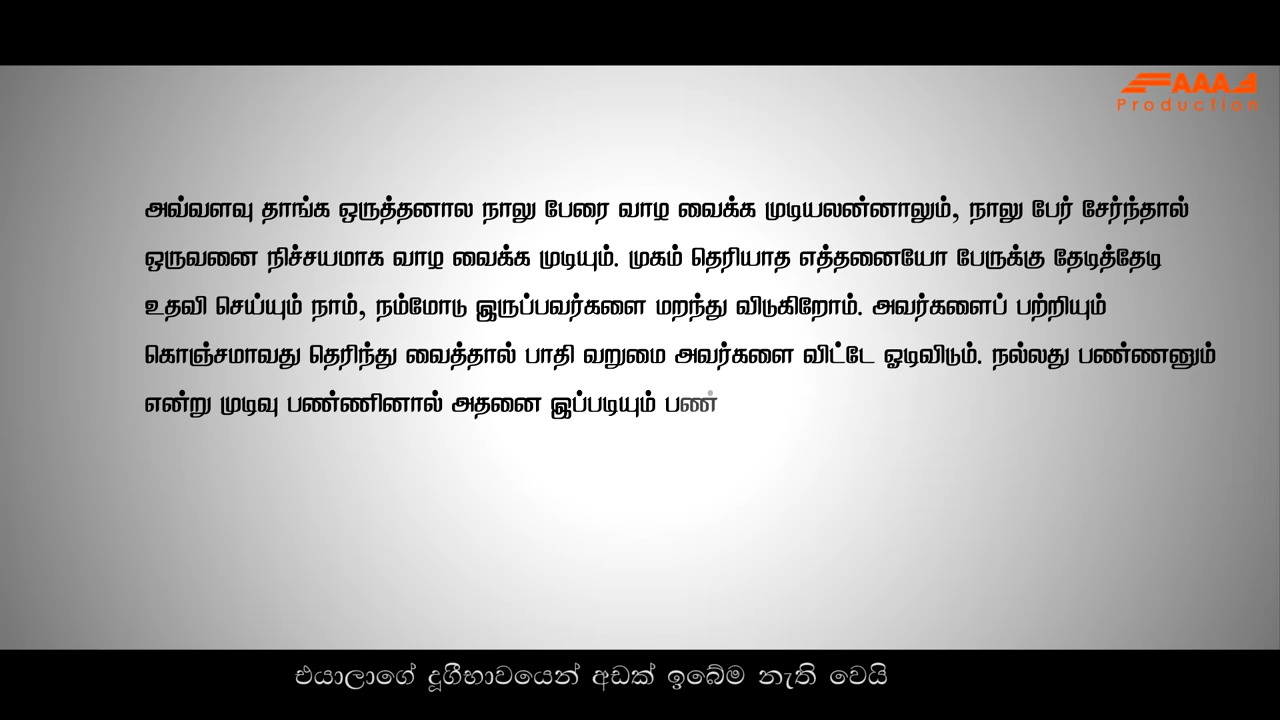 AAA
Production
அவ்வளவு தாங்க ஒருத்தனால நாலு பேரை வாழ வைக்க முடியலன்னாலும், நாலு பேர் சேர்ந்தால்
ஒருவனை நிச்சயமாக வாழ வைக்க முடியும். முகம் தெரியாத எத்தனையோ பேருக்கு தேடித்தேடி
உதவி செய்யும் நாம், நம்மோடு இருப்பவர்களை மறந்து விடுகிறோம். அவர்களைப் பற்றியும்
கொஞ்சமாவது தெரிந்து வைத்தால் பாதி வறுமை அவர்களை விட்டே ஓடிவிடும். நல்லது பண்ணனும்
என்று முடிவு பண்ணினால் அதனை இப்படியும் பண்
එයාලාගේ දූගීභාවයෙන් අඩක් ඉබේම නැති වෙයි